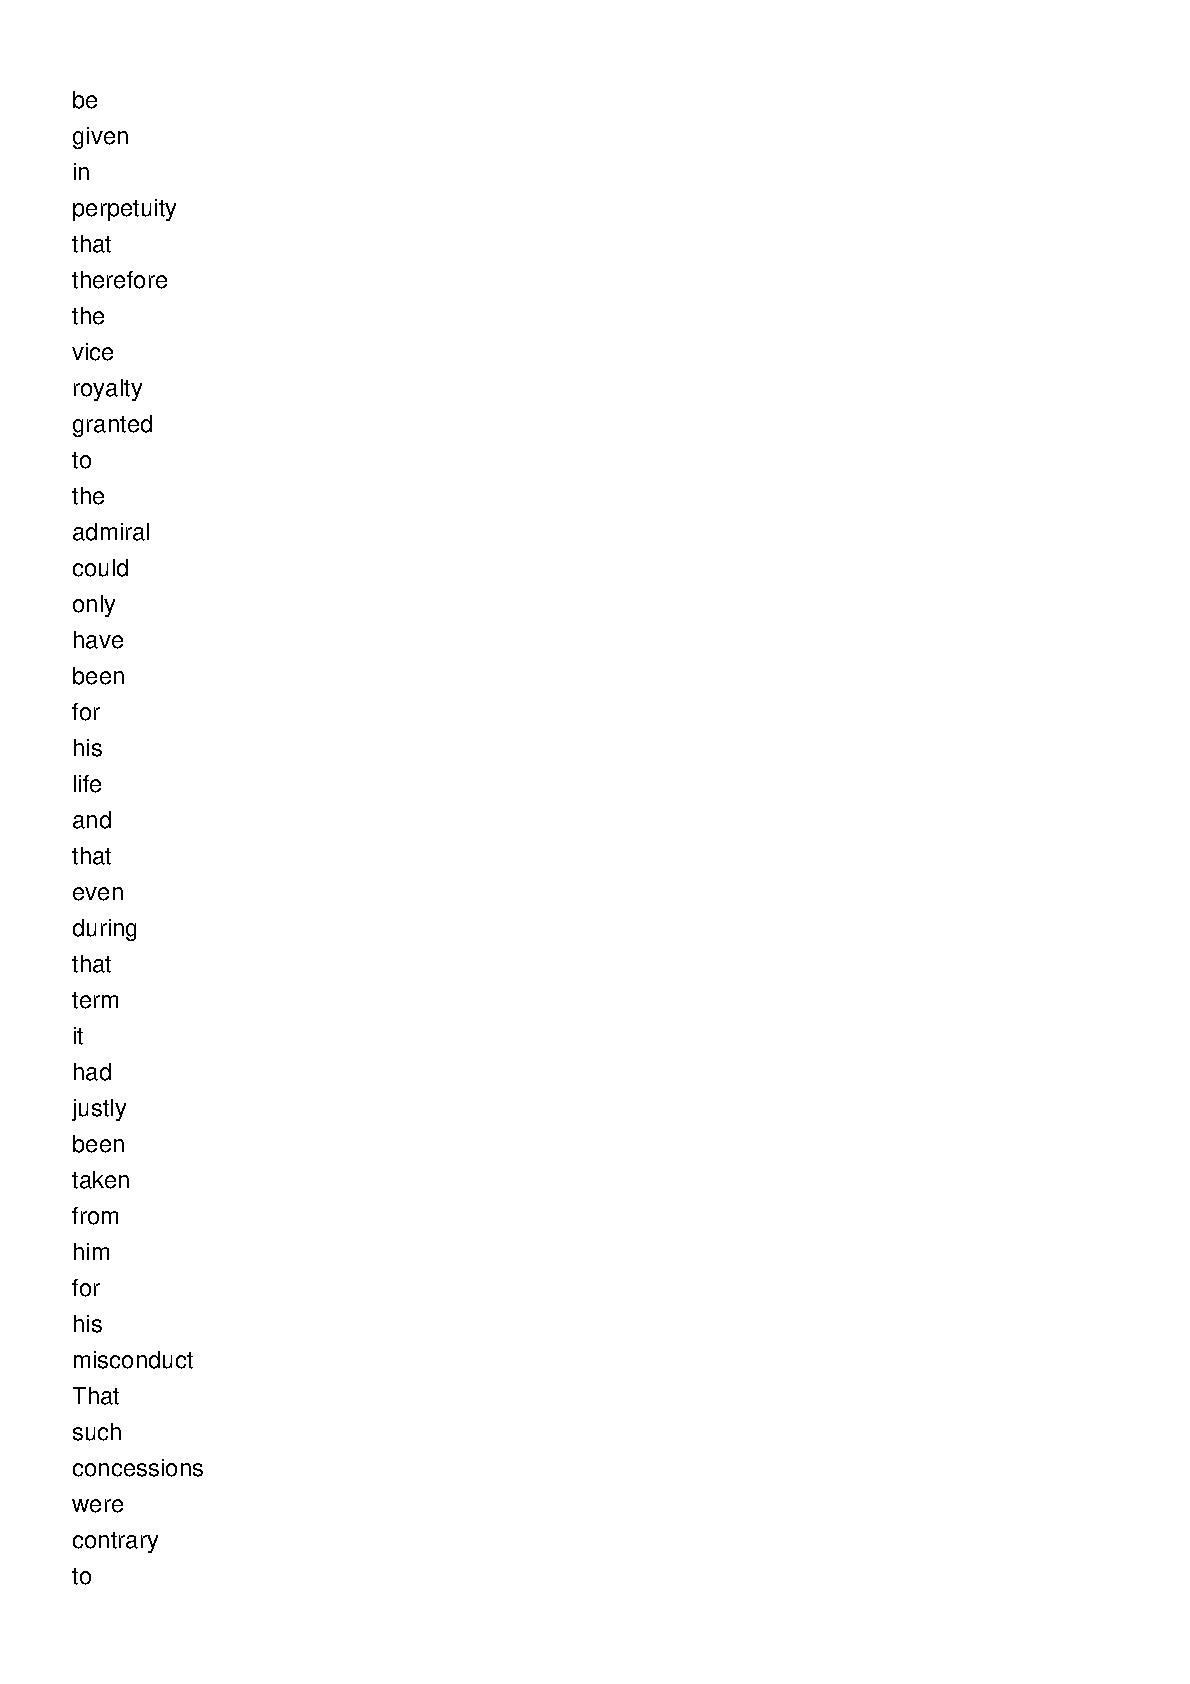 be
given
in
perpetuity
that
therefore
the
vice
royalty
granted
to
the
admiral
could
only
have
been
for
his
life
and
that
even
during
that
term
it
had
justly
been
taken
from
him
for
his
misconduct
That
such
concessions
were
contrary
to